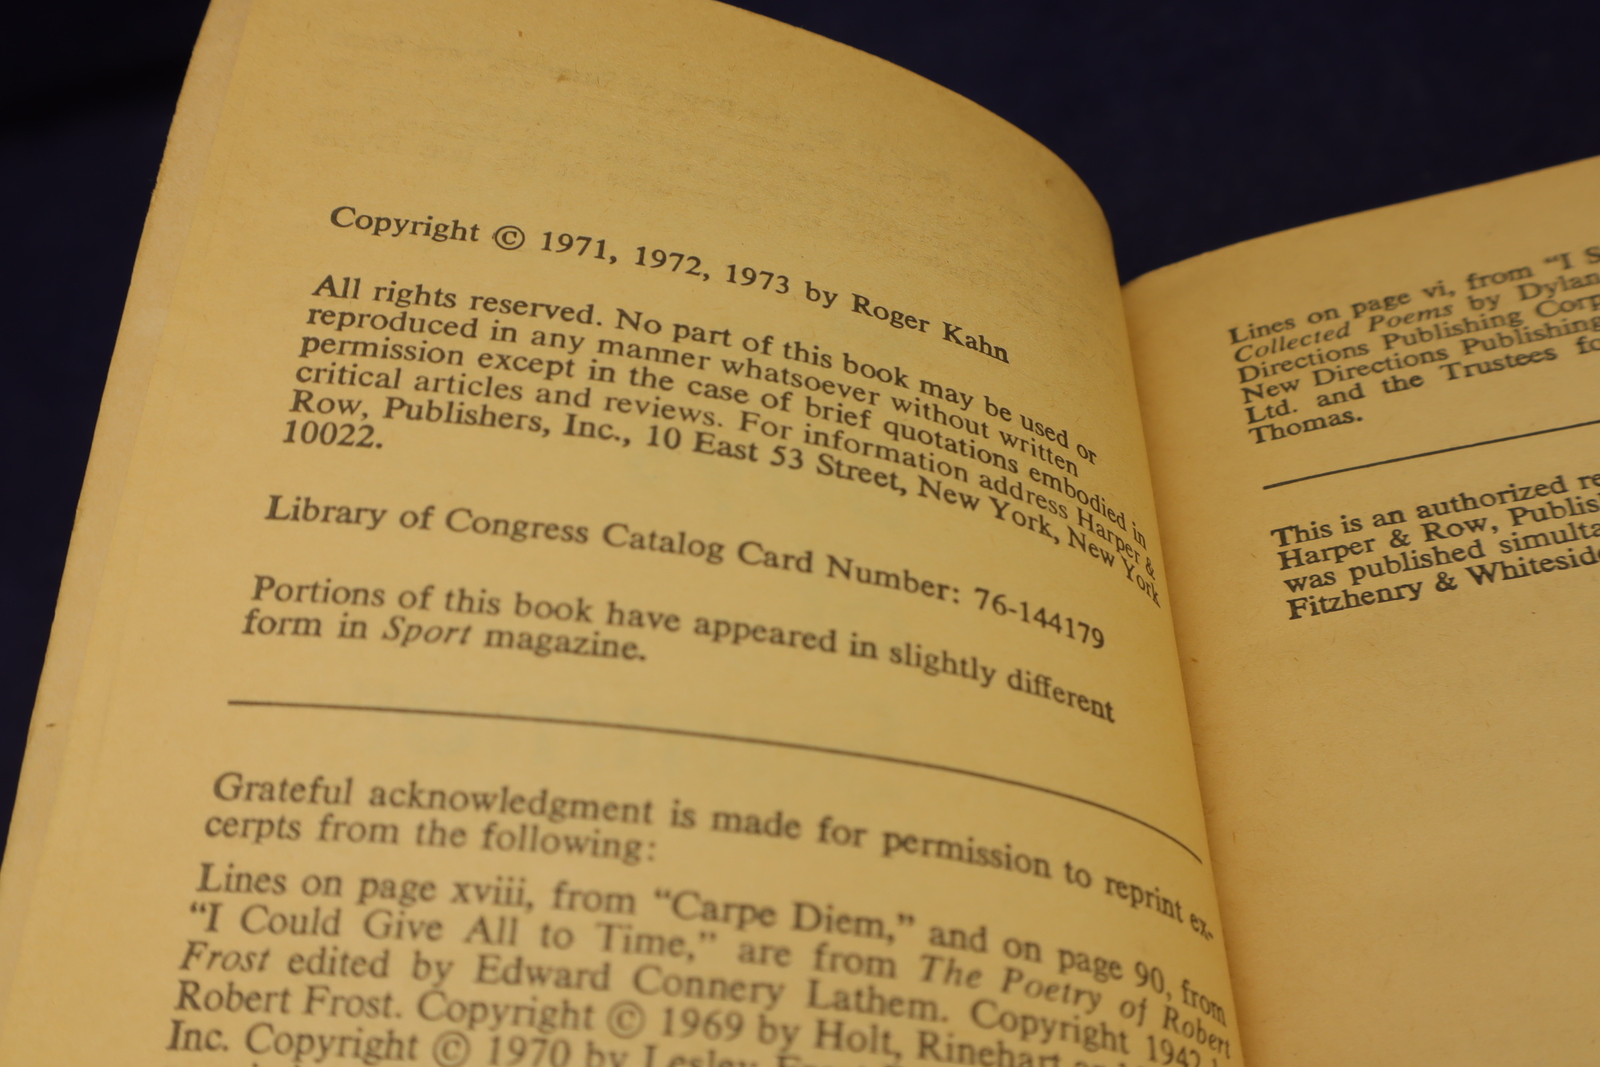 Copyright © 1971, 1972, 1973 by Roger Kahn
All rights reserved. No part of this book may be used or
reproduced in any manner whatsoever without written
permission except in the case of brief quotations embodied in
critical articles and reviews. For information address Harper &
Row, Publishers, Inc., 10 East 53 Street, New York, New York
10022.
Library of Congress Catalog Card Number: 76-144179
Portions of this book have appeared in slightly different
form in Sport magazine.
Grateful acknowledgment is made for permission to reprint ex-
cerpts from the following:
Lines on page xviii, from “Carpe Diem,” and on page 90, from
“I Could Give All to Time,” are from The Poetry of Robert
Frost edited by Edward Connery Lathem. Copyright 1942
Robert Frost. Copyright © 1969 by Holt, Rinehart
Inc. Copyright © 1970 by Lesley
Lines on page vi, from “I
Collected Poems by Dylan
Directions Publishing Corp
New Directions Publishing
Ltd. and the Trustees
Thomas.
This is an authorized
Harper & Row,
was published
Fitzhenry &